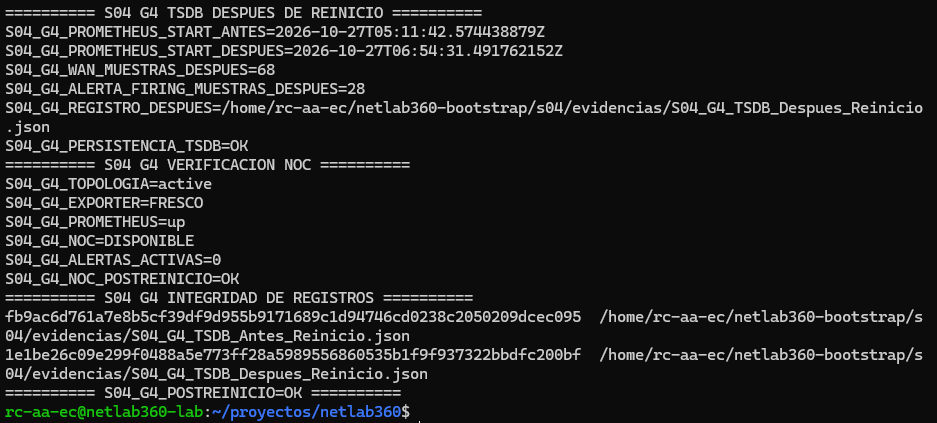 ========== S04 G4 TSDB DESPUES DE REINICIO ==========
S04_G4_PROMETHEUS_START_ANTES=2026-10-27T05:11:42.574438879Z
S04_G4_PROMETHEUS_START_DESPUES=2026-10-27T06:54:31.491762152Z
S04_G4_WAN_MUESTRAS_DESPUES=68
S04_G4_ALERTA_FIRING_MUESTRAS_DESPUES=28
S04_G4_REGISTRO_DESPUES=/home/rc-aa-ec/netlab360-bootstrap/s04/evidencias/S04_G4_TSDB_Despues_Reinicio
.json
S04_G4_PERSISTENCIA_TSDB=OK
========== S04 G4 VERIFICACION NOC ==========
S04_G4_TOPOLOGIA=active
S04_G4_EXPORTER=FRESCO
S04_G4_PROMETHEUS=up
S04_G4_NOC=DISPONIBLE
S04_G4_ALERTAS_ACTIVAS=0
S04_G4_NOC_POSTREINICIO=OK
========== S04 G4 INTEGRIDAD DE REGISTROS ==========
fb9ac6d761a7e8b5cf39df9d955b9171689c1d94746cd0238c2050209dcec095  /home/rc-aa-ec/netlab360-bootstrap/s
04/evidencias/S04_G4_TSDB_Antes_Reinicio.json
1e1be26c09e299f0488a5e773ff28a5989556860535b1f9f937322bbdfc200bf  /home/rc-aa-ec/netlab360-bootstrap/s
04/evidencias/S04_G4_TSDB_Despues_Reinicio.json
========== S04_G4_POSTREINICIO=OK ==========
rc-aa-ec@netlab360-lab:~/proyectos/netlab360$